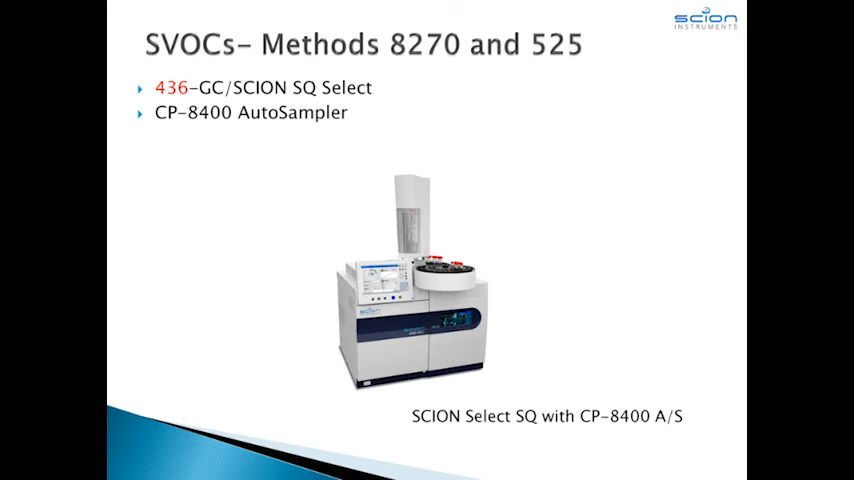 scion
INSTRUMENTS
SVOCs- Methods 8270 and 525
436-GC/SCION SQ Select
CP-8400 AutoSampler
scion
SCION Select SQ with CP-8400 A/S